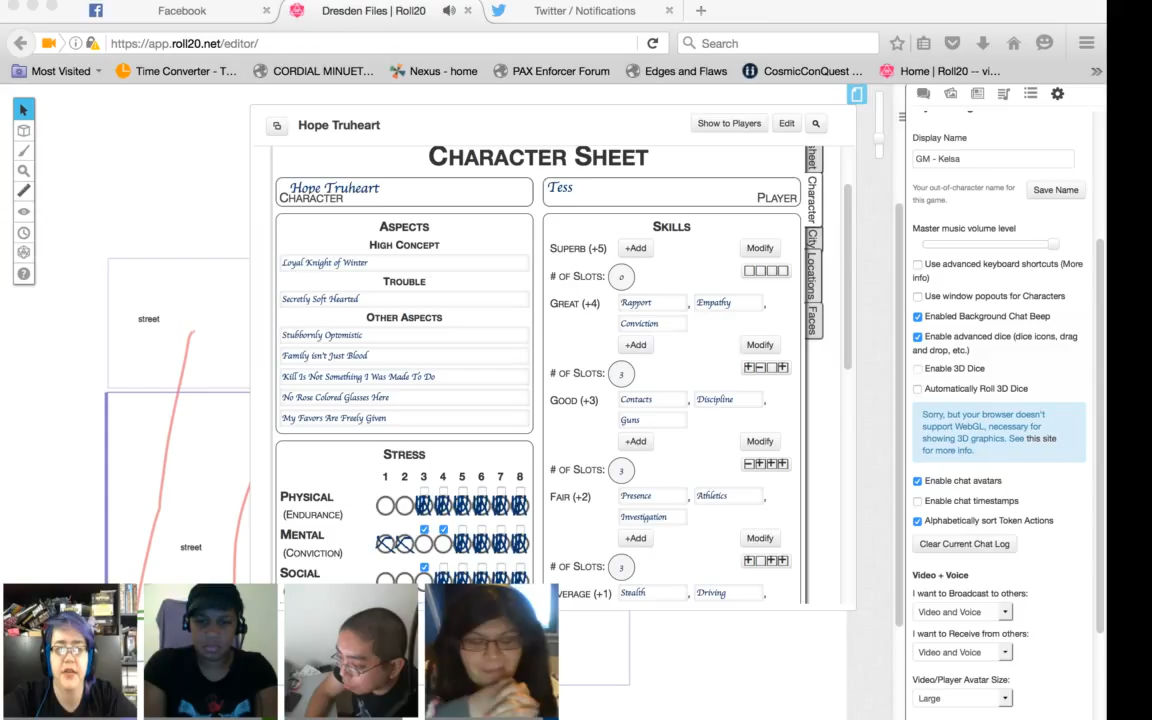 Facebook
Dresden Files | Roll20
Twitter / Notifications
https://app.roll20.net/editor/
Search
Most Visited
Time Converter - T...
CORDIAL MINUET...
Nexus - home
PAX Enforcer Forum
Edges and Flaws
CosmicConQuest ...
Home | Roll20 -- vi...
street
street
Hope Truheart
Show to Players
Edit
CHARACTER SHEET
Hope Truheart
CHARACTER
Tess
PLAYER
ASPECTS
HIGH CONCEPT
Loyal Knight of Winter
TROUBLE
Secretly Soft Hearted
OTHER ASPECTS
Stubbornly Optomistic
Family isn't Just Blood
Kill Is Not Something I Was Made To Do
No Rose Colored Glasses Here
My Favors Are Freely Given
STRESS
1 2 3 4 5 6 7 8
PHYSICAL
(ENDURANCE)
MENTAL
(CONVICTION)
SOCIAL
SKILLS
SUPERB (+5) +Add Modify
# OF SLOTS: 0
GREAT (+4) Rapport , Empathy ,
Conviction
+Add Modify
# OF SLOTS: 3
GOOD (+3) Contacts , Discipline ,
Guns
+Add Modify
# OF SLOTS: 3
FAIR (+2) Presence , Athletics ,
Investigation
+Add Modify
# OF SLOTS: 3
VERAGE (+1) Stealth , Driving ,
heet
Character
City
Locations
Faces
Display Name
GM - Kelsa
Your out-of-character name for
this game.
Save Name
Master music volume level
Use advanced keyboard shortcuts (More
info)
Use window popouts for Characters
Enabled Background Chat Beep
Enable advanced dice (dice icons, drag
and drop, etc.)
Enable 3D Dice
Automatically Roll 3D Dice
Sorry, but your browser doesn't
support WebGL, necessary for
showing 3D graphics. See this site
for more info.
Enable chat avatars
Enable chat timestamps
Alphabetically sort Token Actions
Clear Current Chat Log
Video + Voice
I want to Broadcast to others:
Video and Voice
I want to Receive from others:
Video and Voice
Video/Player Avatar Size:
Large